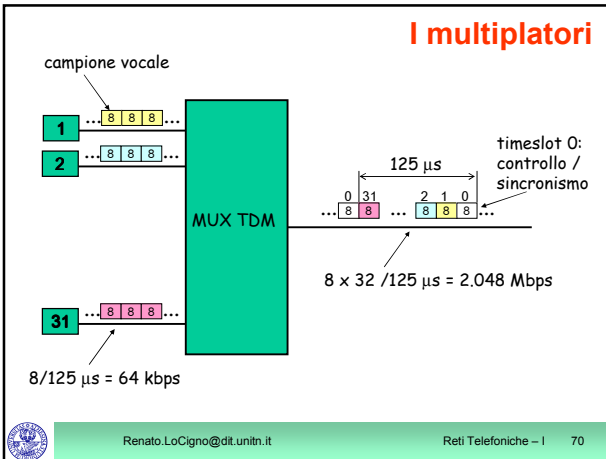 I multiplatori
campione vocale
1 ... 8 8 8 ...
2 ... 8 8 8 ...
MUX TDM
125 μs
timeslot 0:
controllo /
sincronismo
0 31 2 1 0
... 8 8 ... 8 8 8 ...
8 x 32 /125 μs = 2.048 Mbps
31 ... 8 8 8 ...
8/125 μs = 64 kbps
Renato.LoCigno@dit.unitn.it Reti Telefoniche – I 70